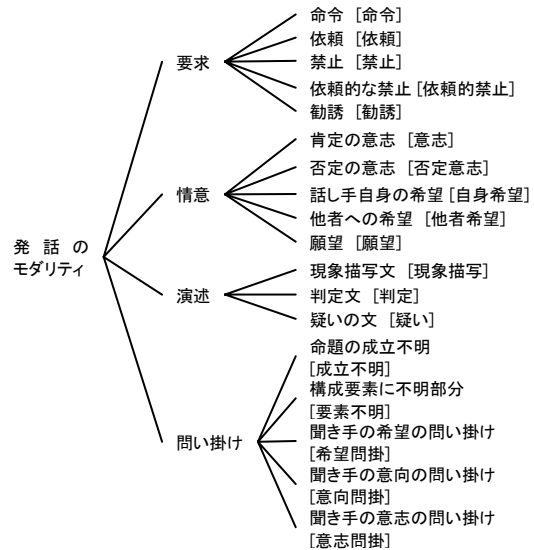 発話の
モダリティ
要求
命令 [命令]
依頼 [依頼]
禁止 [禁止]
依頼的な禁止 [依頼的禁止]
勧誘 [勧誘]
情意
肯定の意志 [意志]
否定の意志 [否定意志]
話し手自身の希望 [自身希望]
他者への希望 [他者希望]
願望 [願望]
演述
現象描写文 [現象描写]
判定文 [判定]
疑いの文 [疑い]
問い掛け
命題の成立不明
[成立不明]
構成要素に不明部分
[要素不明]
聞き手の希望の問い掛け
[希望問掛]
聞き手の意向の問い掛け
[意向問掛]
聞き手の意志の問い掛け
[意志問掛]